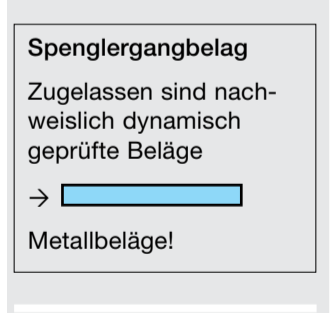 Spenglergangbelag
Zugelassen sind nach-
weislich dynamisch
geprüfte Beläge
→
Metallbeläge!